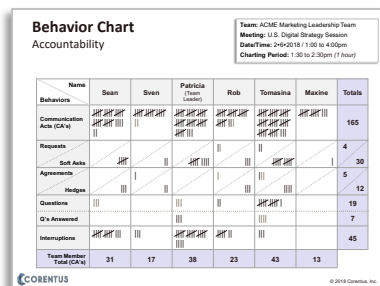 Behavior Chart
Accountability
Team: ACME Marketing Leadership Team
Meeting: U.S. Digital Strategy Session
Date/Time: 2•6•2018 / 1:00 to 4:00pm
Charting Period: 1:30 to 2:30pm (1 hour)
Name
Behaviors
Sean
Sven
Patricia
(Team
Leader)
Rob
Tomasina
Maxine
Totals
Communication
Acts (CA's)
165
Requests
4
Soft Asks
30
Agreements
5
Hedges
12
Questions
19
Q's Answered
7
Interruptions
45
Team Member
Total (CA's)
31
17
38
23
43
13
CORENTUS
© 2018 Corentus, Inc.